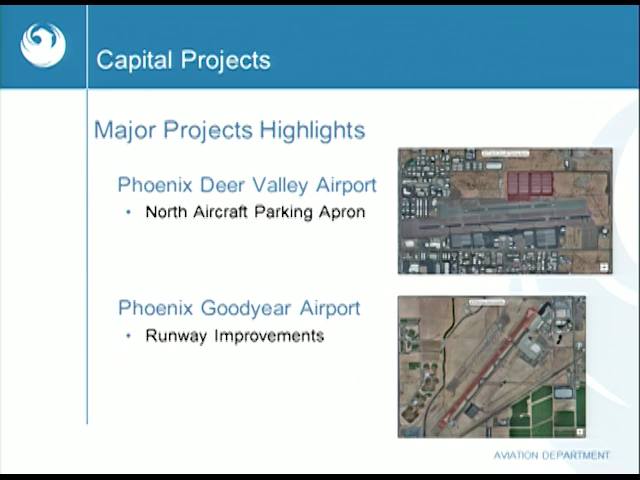 Capital Projects
Major Projects Highlights
Phoenix Deer Valley Airport
• North Aircraft Parking Apron
Phoenix Goodyear Airport
• Runway Improvements
AVIATION DEPARTMENT